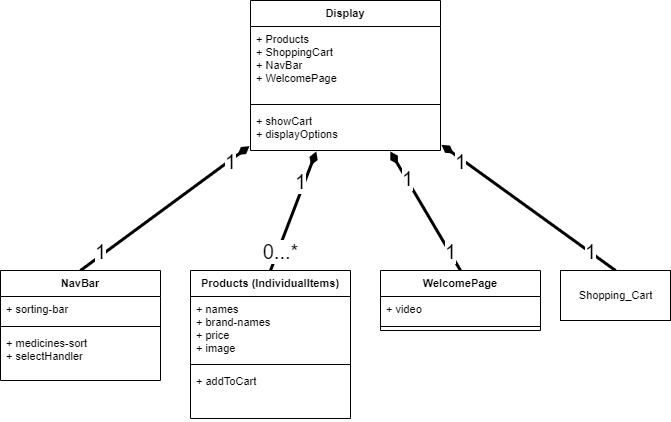 Display
+ Products
+ ShoppingCart
+ NavBar
+ WelcomePage
+ showCart
+ displayOptions
1
1
1
1
1
0...*
1
1
NavBar
+ sorting-bar
+ medicines-sort
+ selectHandler
Products (IndividualItems)
+ names
+ brand-names
+ price
+ image
+ addToCart
WelcomePage
+ video
Shopping_Cart